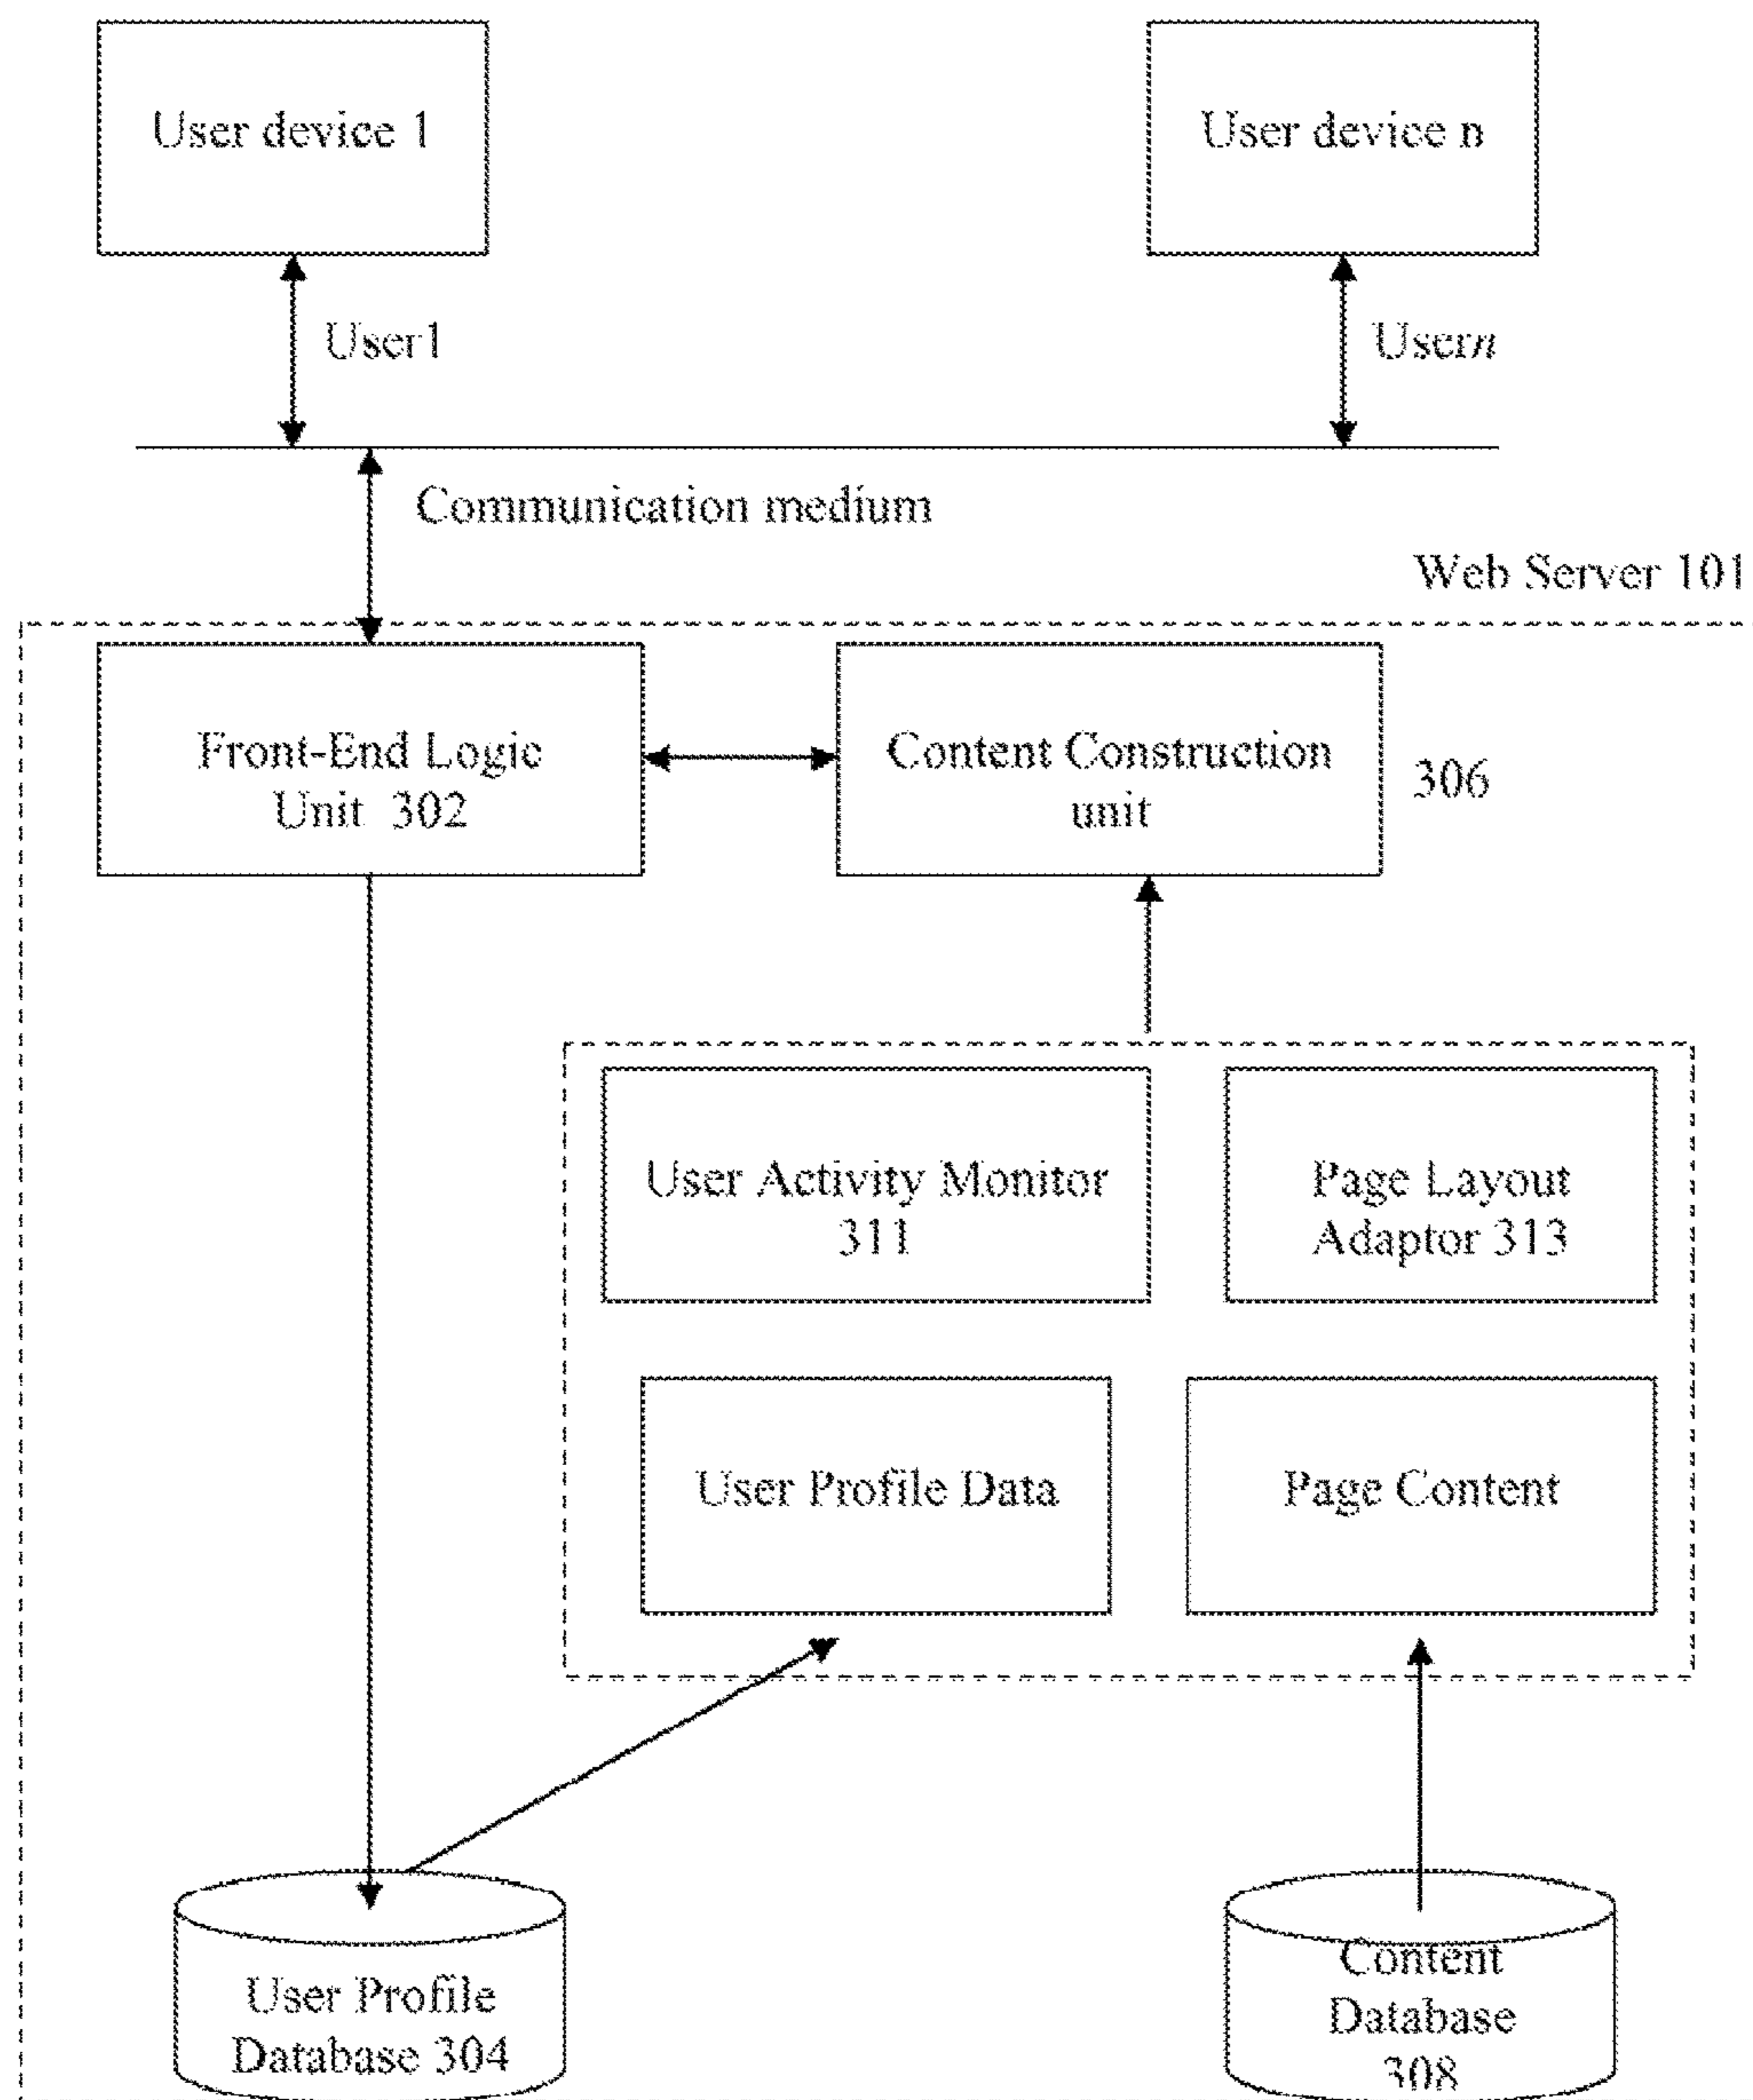 User device 1
User device n
User1
Usern
Communication medium
Web Server 101
Front-End Logic
Unit 302
Content Construction
unit
306
User Activity Monitor
311
Page Layout
Adaptor 313
User Profile Data
Page Content
User Profile
Database 304
Content
Database
308